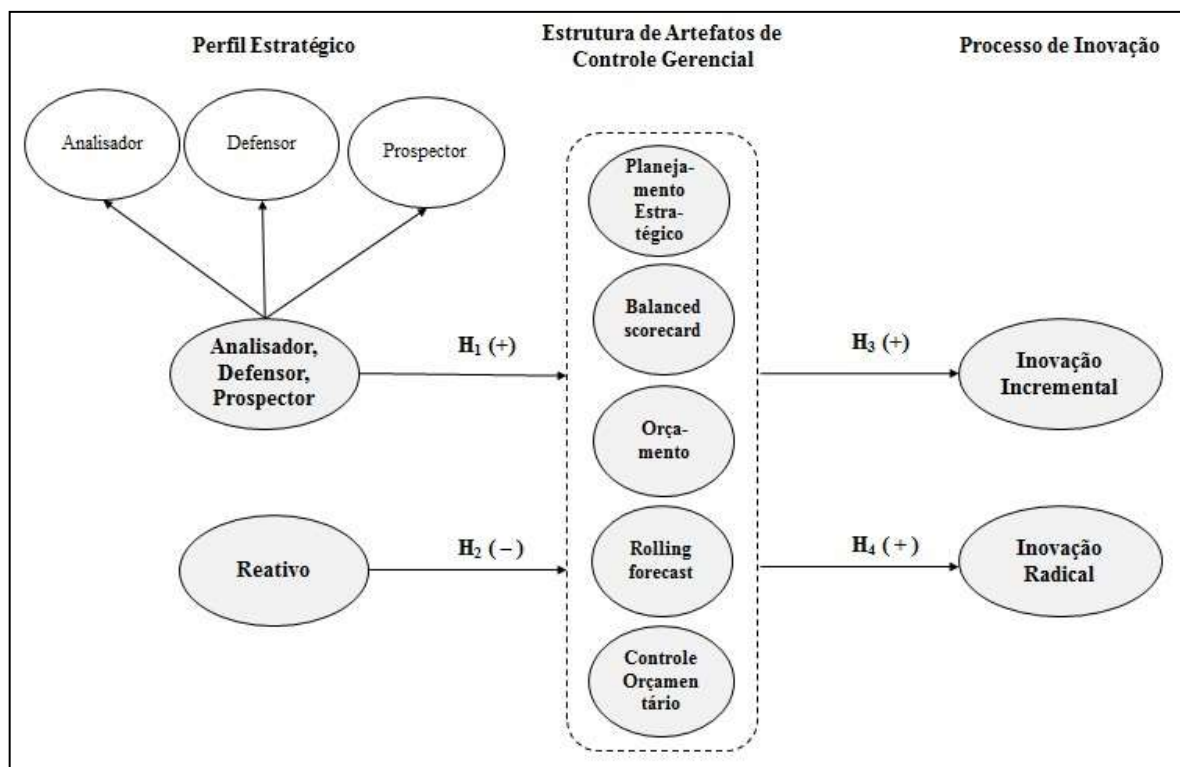 Perfil Estratégico
Estrutura de Artefatos de
Controle Gerencial
Processo de Inovação
Analisador
Defensor
Prospector
Planeja-
mento
Estra-
tégico
Balanced
scorecard
Analisador,
Defensor,
Prospector
H₁ (+)
H₃ (+)
Inovação
Incremental
Orça-
mento
Reativo
H₂ ( – )
Rolling
forecast
H₄ ( + )
Inovação
Radical
Controle
Orçamen
tário